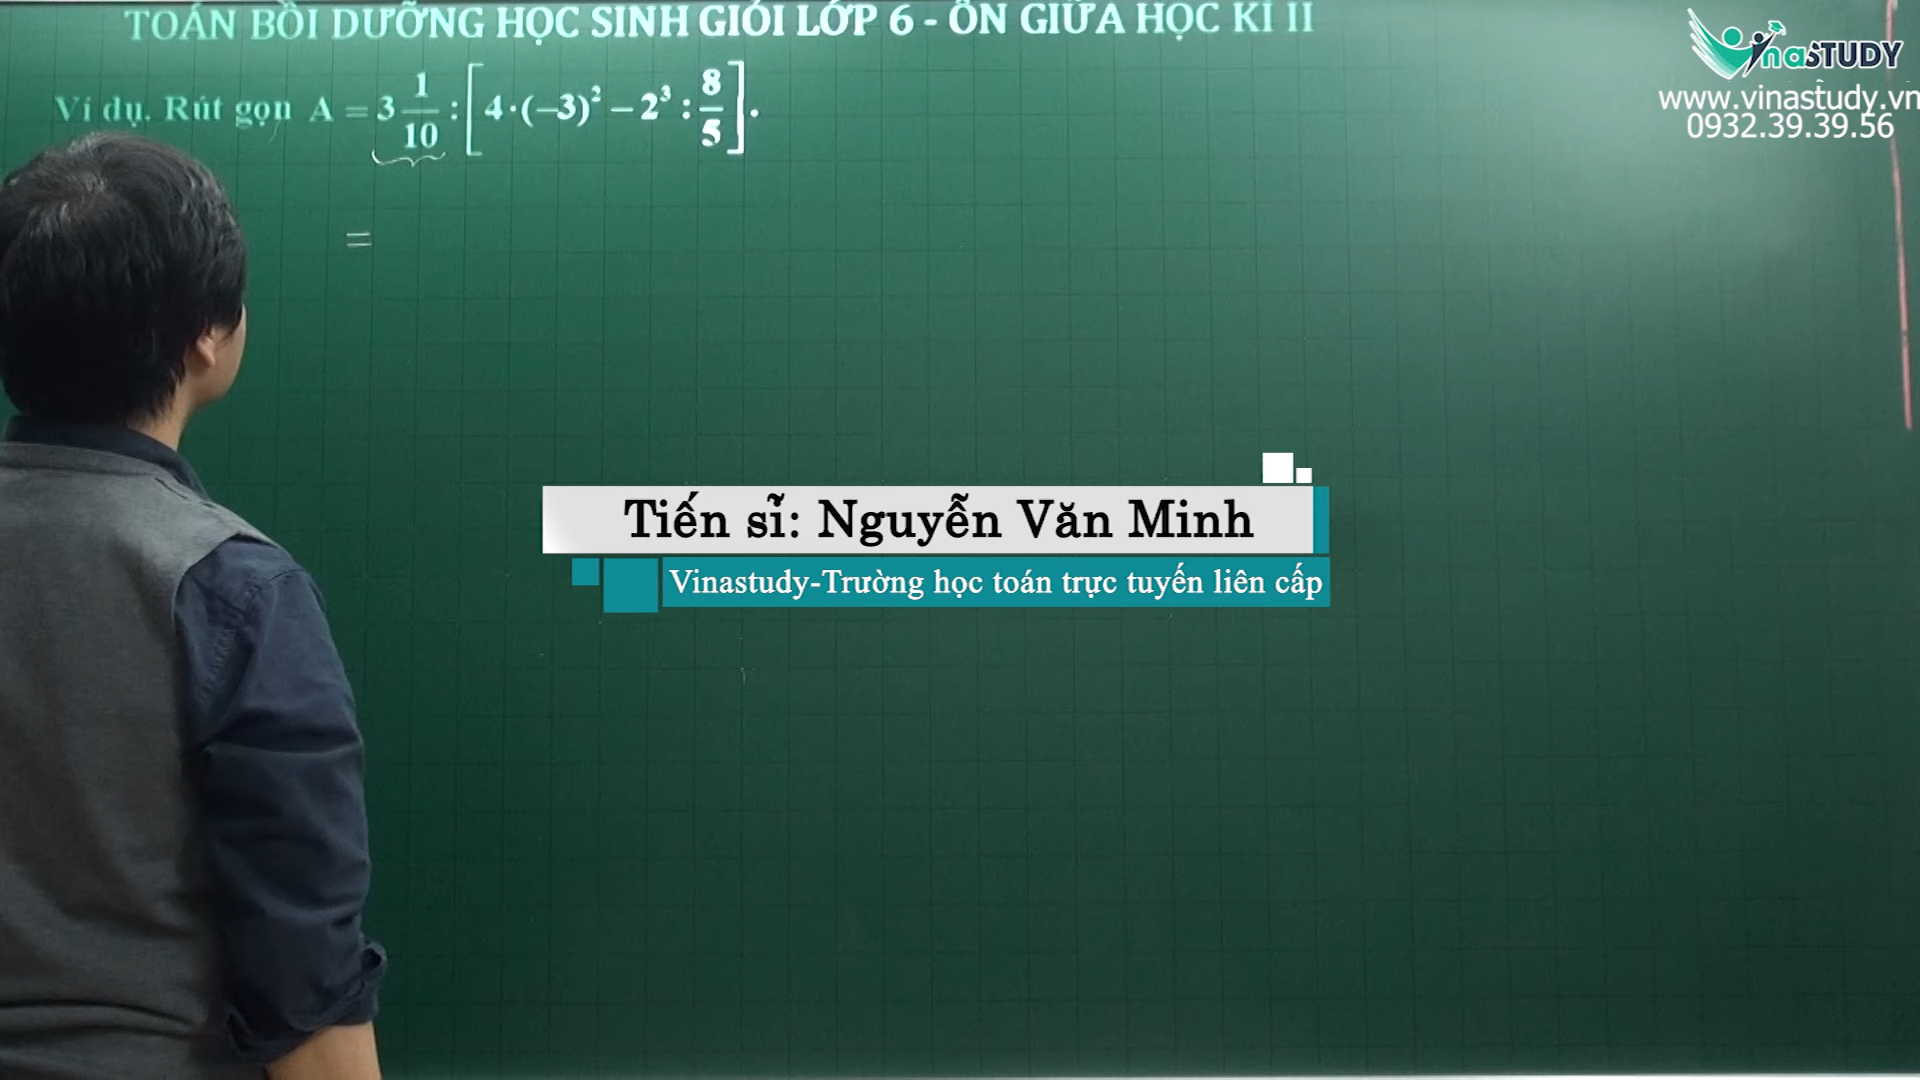 TOÁN BỒI DƯỠNG HỌC SINH GIỎI LỚP 6 - ÔN GIỮA HỌC KÌ II
VinaSTUDY
www.vinastudy.vn
0932.39.39.56
Ví dụ. Rút gọn A = 3 1/10 : [ 4·(–3)² – 2³ : 8/5 ].
=
Tiến sĩ: Nguyễn Văn Minh
Vinastudy-Trường học toán trực tuyến liên cấp